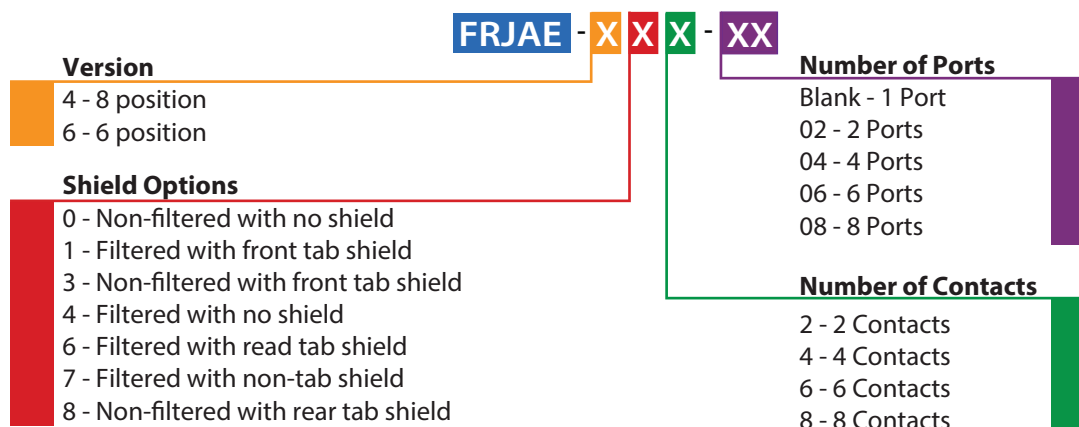 FRJAE - X X X - XX
Version
4 - 8 position
6 - 6 position
Shield Options
0 - Non-filtered with no shield
1 - Filtered with front tab shield
3 - Non-filtered with front tab shield
4 - Filtered with no shield
6 - Filtered with read tab shield
7 - Filtered with non-tab shield
8 - Non-filtered with rear tab shield
Number of Ports
Blank - 1 Port
02 - 2 Ports
04 - 4 Ports
06 - 6 Ports
08 - 8 Ports
Number of Contacts
2 - 2 Contacts
4 - 4 Contacts
6 - 6 Contacts
8 - 8 Contacts